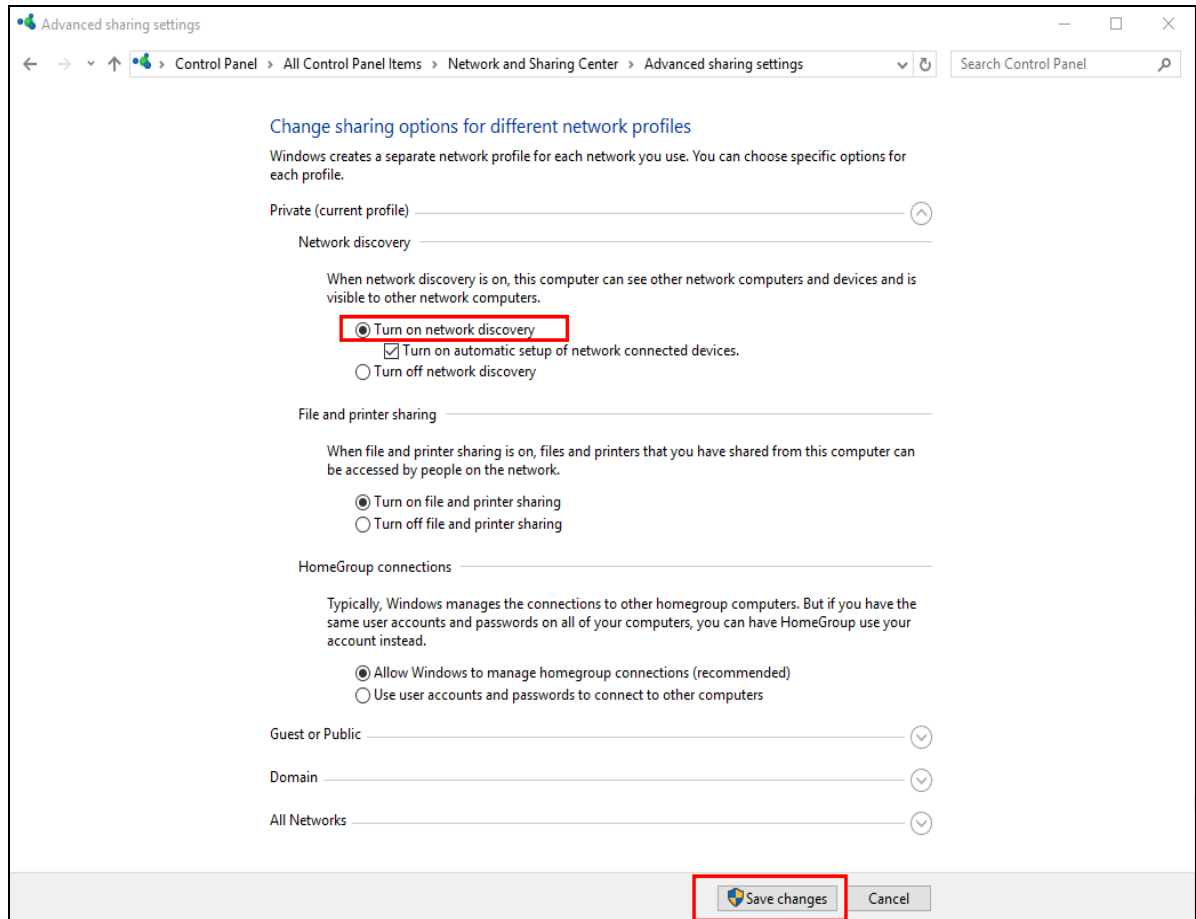 Advanced sharing settings
Control Panel > All Control Panel Items > Network and Sharing Center > Advanced sharing settings
Search Control Panel
Change sharing options for different network profiles
Windows creates a separate network profile for each network you use. You can choose specific options for
each profile.
Private (current profile)
Network discovery
When network discovery is on, this computer can see other network computers and devices and is
visible to other network computers.
Turn on network discovery
Turn on automatic setup of network connected devices.
Turn off network discovery
File and printer sharing
When file and printer sharing is on, files and printers that you have shared from this computer can
be accessed by people on the network.
Turn on file and printer sharing
Turn off file and printer sharing
HomeGroup connections
Typically, Windows manages the connections to other homegroup computers. But if you have the
same user accounts and passwords on all of your computers, you can have HomeGroup use your
account instead.
Allow Windows to manage homegroup connections (recommended)
Use user accounts and passwords to connect to other computers
Guest or Public
Domain
All Networks
Save changes
Cancel